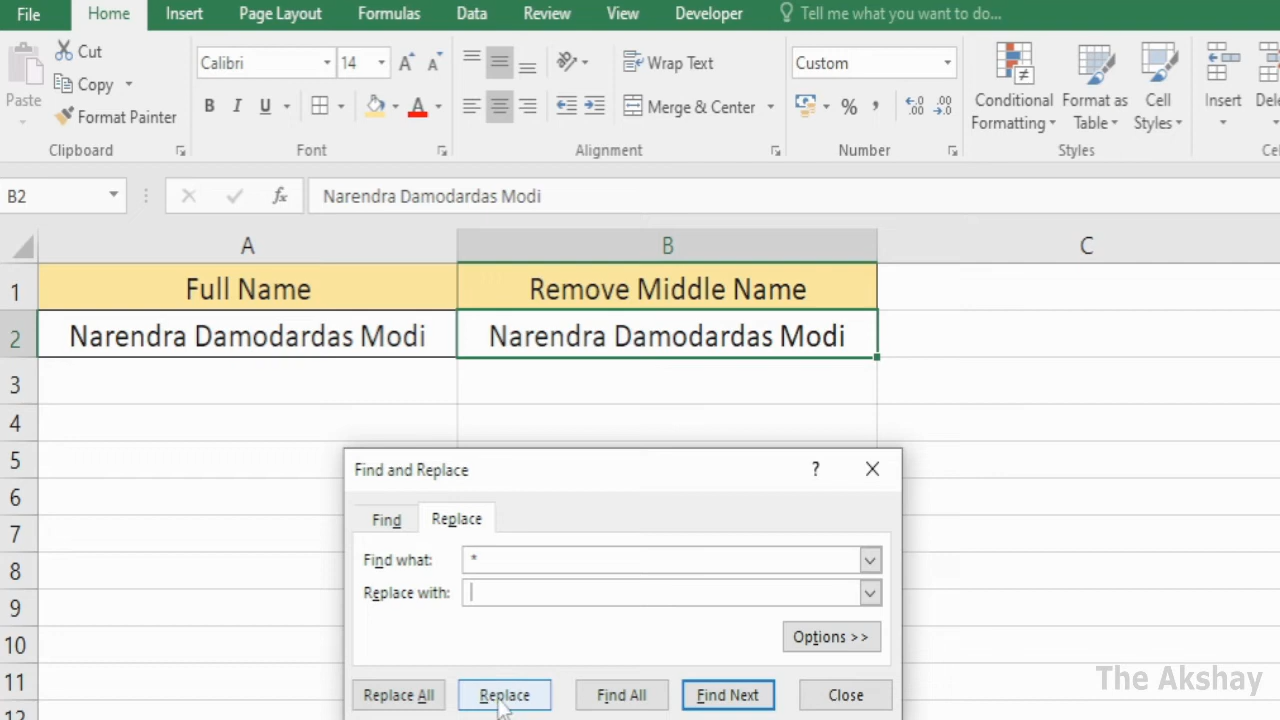 File Home Insert Page Layout Formulas Data Review View Developer Tell me what you want to do...
Cut
Copy
Format Painter
Paste
Clipboard
Calibri 14
B I U A
Font
Wrap Text
Merge & Center
Alignment
Custom
%
Number
Conditional Formatting
Format as Table
Cell Styles
Styles
Insert
B2 fx Narendra Damodardas Modi
A B C
1 Full Name Remove Middle Name
2 Narendra Damodardas Modi Narendra Damodardas Modi
3
4
5
6
7
8
9
10
11
12
Find and Replace ? ×
Find Replace
Find what: *
Replace with:
Options >>
Replace All Replace Find All Find Next Close
The Akshay